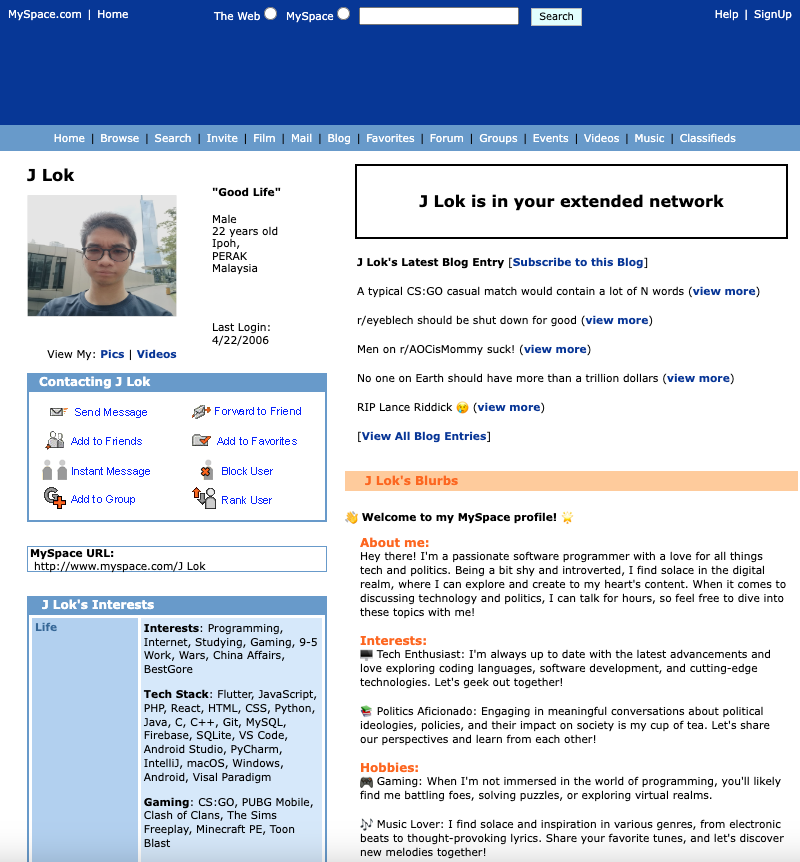 MySpace.com | Home
The Web MySpace Search
Help | SignUp
Home | Browse | Search | Invite | Film | Mail | Blog | Favorites | Forum | Groups | Events | Videos | Music | Classifieds
J Lok
"Good Life"
Male
22 years old
Ipoh,
PERAK
Malaysia
Last Login:
4/22/2006
View My: Pics | Videos
Contacting J Lok
Send Message
Forward to Friend
Add to Friends
Add to Favorites
Instant Message
Block User
Add to Group
Rank User
MySpace URL:
http://www.myspace.com/J Lok
J Lok's Interests
Life
Interests: Programming,
Internet, Studying, Gaming, 9-5
Work, Wars, China Affairs,
BestGore
Tech Stack: Flutter, JavaScript,
PHP, React, HTML, CSS, Python,
Java, C, C++, Git, MySQL,
Firebase, SQLite, VS Code,
Android Studio, PyCharm,
IntelliJ, macOS, Windows,
Android, Visal Paradigm
Gaming: CS:GO, PUBG Mobile,
Clash of Clans, The Sims
Freeplay, Minecraft PE, Toon
Blast
J Lok is in your extended network
J Lok's Latest Blog Entry [Subscribe to this Blog]
A typical CS:GO casual match would contain a lot of N words (view more)
r/eyeblech should be shut down for good (view more)
Men on r/AOCisMommy suck! (view more)
No one on Earth should have more than a trillion dollars (view more)
RIP Lance Riddick 😢 (view more)
[View All Blog Entries]
J Lok's Blurbs
👋 Welcome to my MySpace profile! 🌟
About me:
Hey there! I'm a passionate software programmer with a love for all things
tech and politics. Being a bit shy and introverted, I find solace in the digital
realm, where I can explore and create to my heart's content. When it comes to
discussing technology and politics, I can talk for hours, so feel free to dive into
these topics with me!
Interests:
🖥️ Tech Enthusiast: I'm always up to date with the latest advancements and
love exploring coding languages, software development, and cutting-edge
technologies. Let's geek out together!
📚 Politics Aficionado: Engaging in meaningful conversations about political
ideologies, policies, and their impact on society is my cup of tea. Let's share
our perspectives and learn from each other!
Hobbies:
🎮 Gaming: When I'm not immersed in the world of programming, you'll likely
find me battling foes, solving puzzles, or exploring virtual realms.
🎶 Music Lover: I find solace and inspiration in various genres, from electronic
beats to thought-provoking lyrics. Share your favorite tunes, and let's discover
new melodies together!